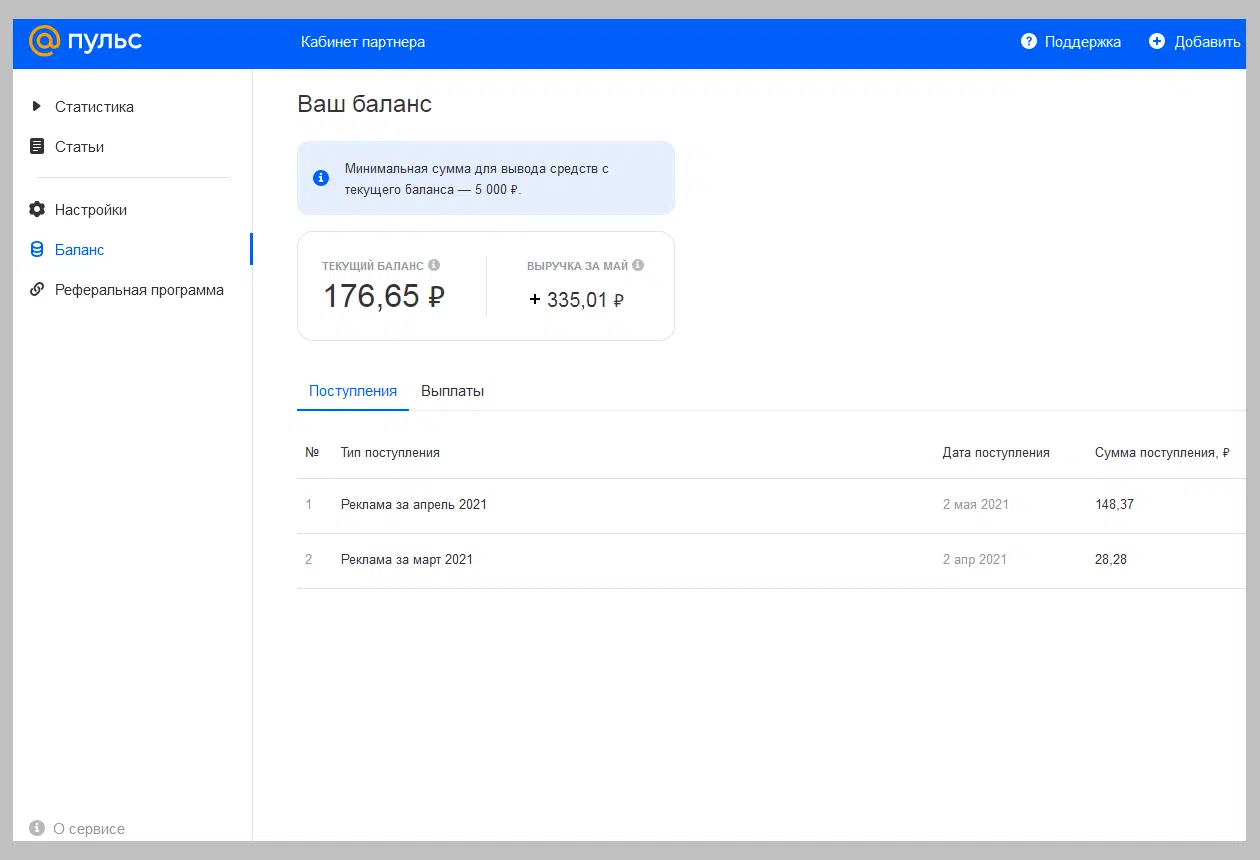 @ пульс
Кабинет партнера
Поддержка
Добавить
Статистика
Статьи
Настройки
Баланс
Реферальная программа
О сервисе
Ваш баланс
Минимальная сумма для вывода средств с
текущего баланса — 5 000 ₽.
ТЕКУЩИЙ БАЛАНС
176,65 ₽
ВЫРУЧКА ЗА МАЙ
+ 335,01 ₽
Поступления Выплаты
№ Тип поступления Дата поступления Сумма поступления, ₽
1 Реклама за апрель 2021 2 мая 2021 148,37
2 Реклама за март 2021 2 апр 2021 28,28